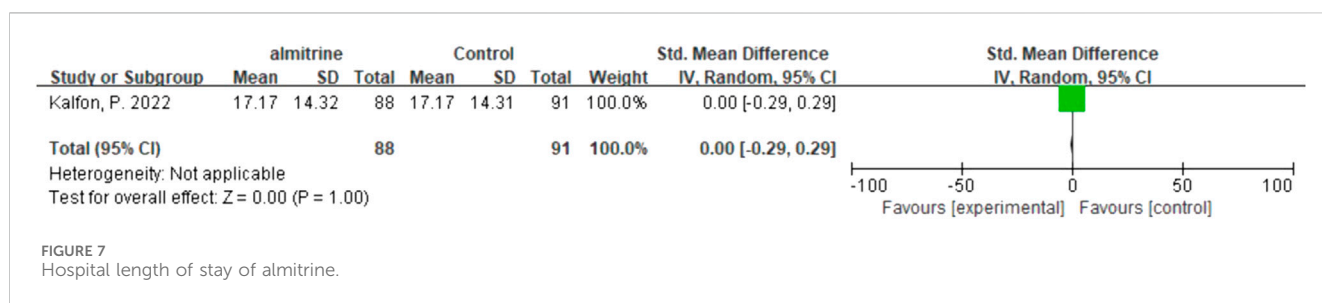 almitrine Control Std. Mean Difference Std. Mean Difference
Study or Subgroup Mean SD Total Mean SD Total Weight IV, Random, 95% CI IV, Random, 95% CI
Kalfon, P. 2022 17.17 14.32 88 17.17 14.31 91 100.0% 0.00 [-0.29, 0.29]
Total (95% CI) 88 91 100.0% 0.00 [-0.29, 0.29]
Heterogeneity: Not applicable
Test for overall effect: Z = 0.00 (P = 1.00)
-100 -50 0 50 100
Favours [experimental] Favours [control]
FIGURE 7
Hospital length of stay of almitrine.